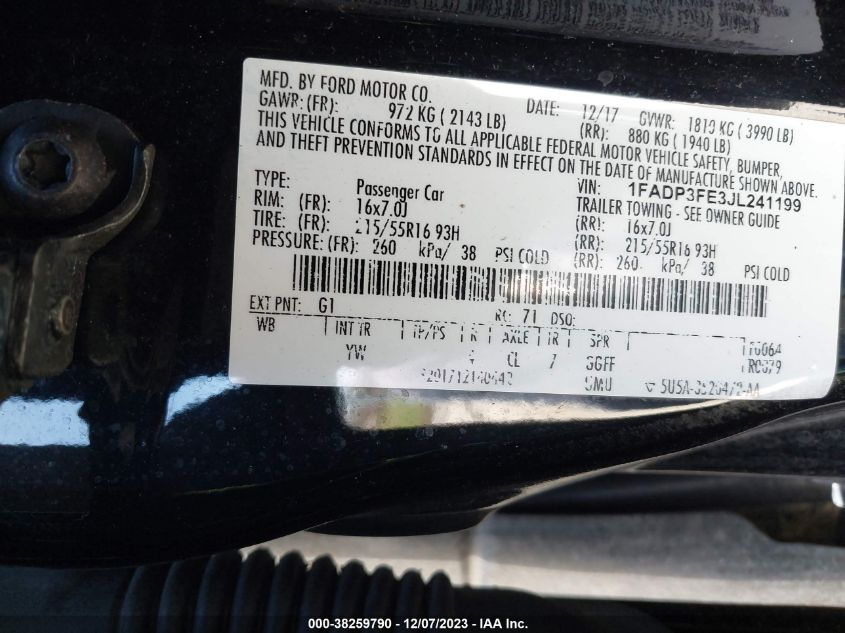 MFD. BY FORD MOTOR CO.
DATE: 12/17 GVWR: 1810 KG ( 3990 LB)
GAWR: (FR): 972 KG ( 2143 LB) (RR): 880 KG ( 1940 LB)
THIS VEHICLE CONFORMS TO ALL APPLICABLE FEDERAL MOTOR VEHICLE SAFETY, BUMPER,
AND THEFT PREVENTION STANDARDS IN EFFECT ON THE DATE OF MANUFACTURE SHOWN ABOVE.
VIN: 1FADP3FE3JL241199
TYPE: Passenger Car TRAILER TOWING - SEE OWNER GUIDE
RIM: (FR): 16x7.0J (RR): 16x7.0J
TIRE: (FR): 215/55R16 93H (RR): 215/55R16 93H
PRESSURE: (FR): 260 kPa/ 38 PSI COLD (RR): 260 kPa/ 38 PSI COLD
EXT PNT: G1 RC: 71 DSO:
WB INT TR TP/PS R AXLE TR SPR
YW CL 7 GGFF
000-38259790 - 12/07/2023 - IAA Inc.